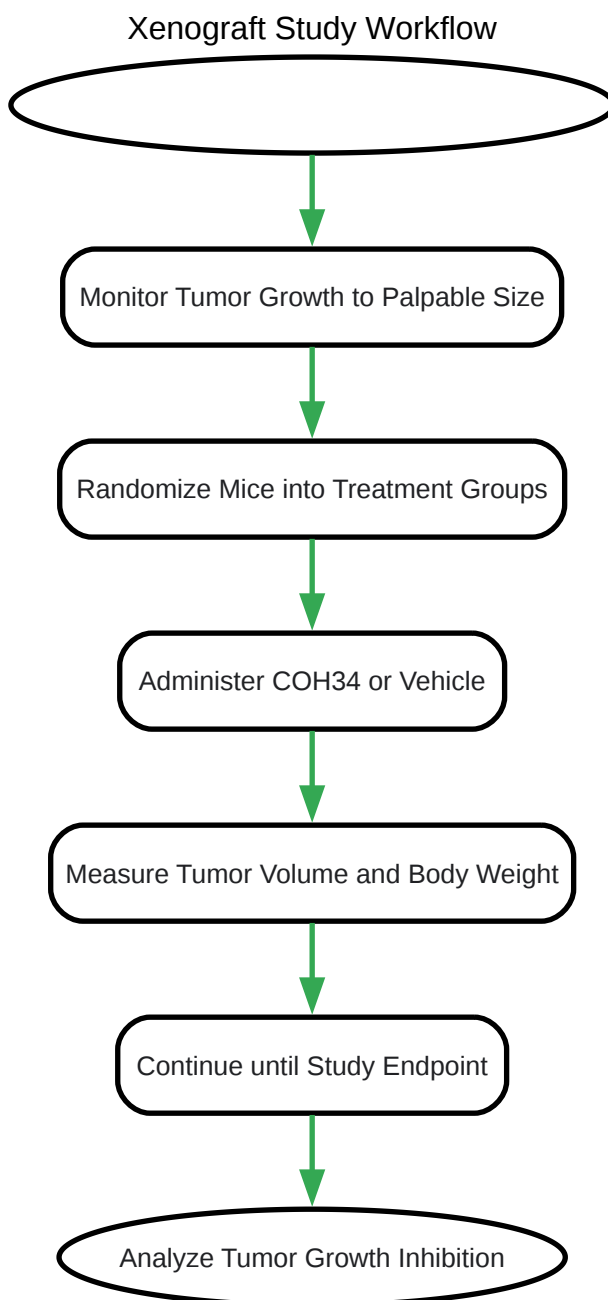 Xenograft Study Workflow
Monitor Tumor Growth to Palpable Size
Randomize Mice into Treatment Groups
Administer COH34 or Vehicle
Measure Tumor Volume and Body Weight
Continue until Study Endpoint
Analyze Tumor Growth Inhibition